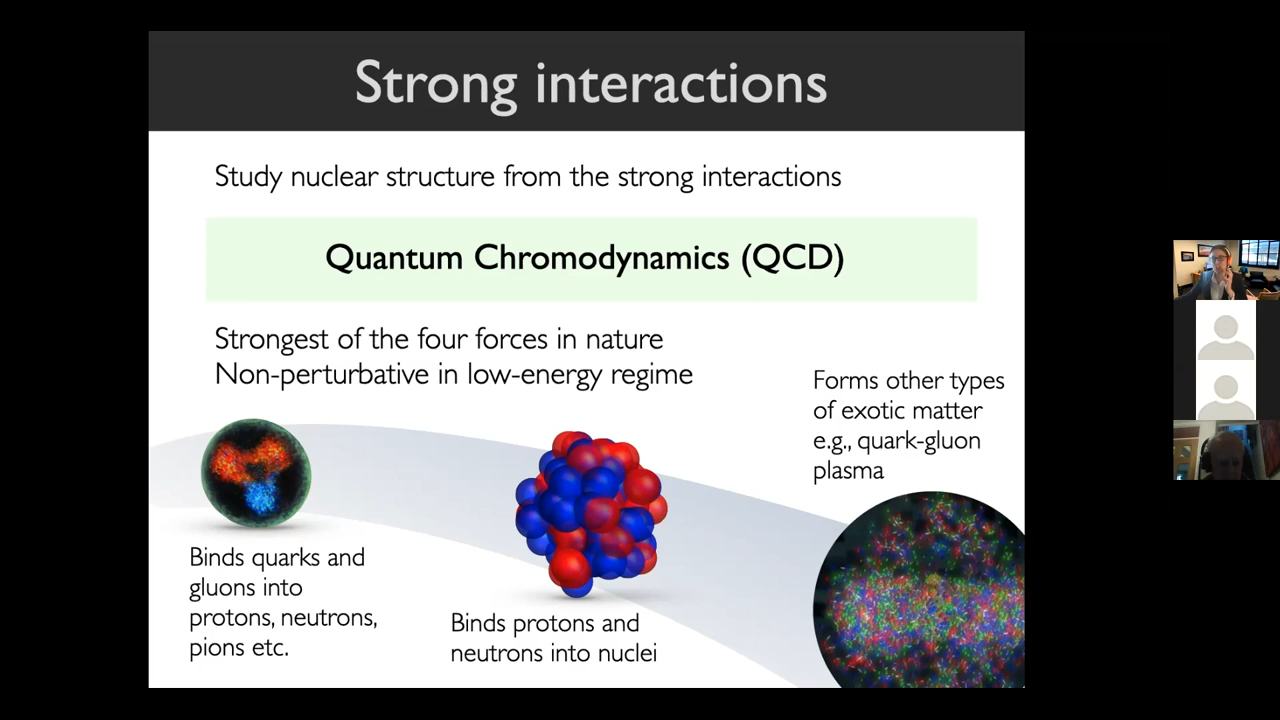 Strong interactions
Study nuclear structure from the strong interactions
Quantum Chromodynamics (QCD)
Strongest of the four forces in nature
Non-perturbative in low-energy regime
Forms other types
of exotic matter
e.g., quark-gluon
plasma
Binds quarks and
gluons into
protons, neutrons,
pions etc.
Binds protons and
neutrons into nuclei